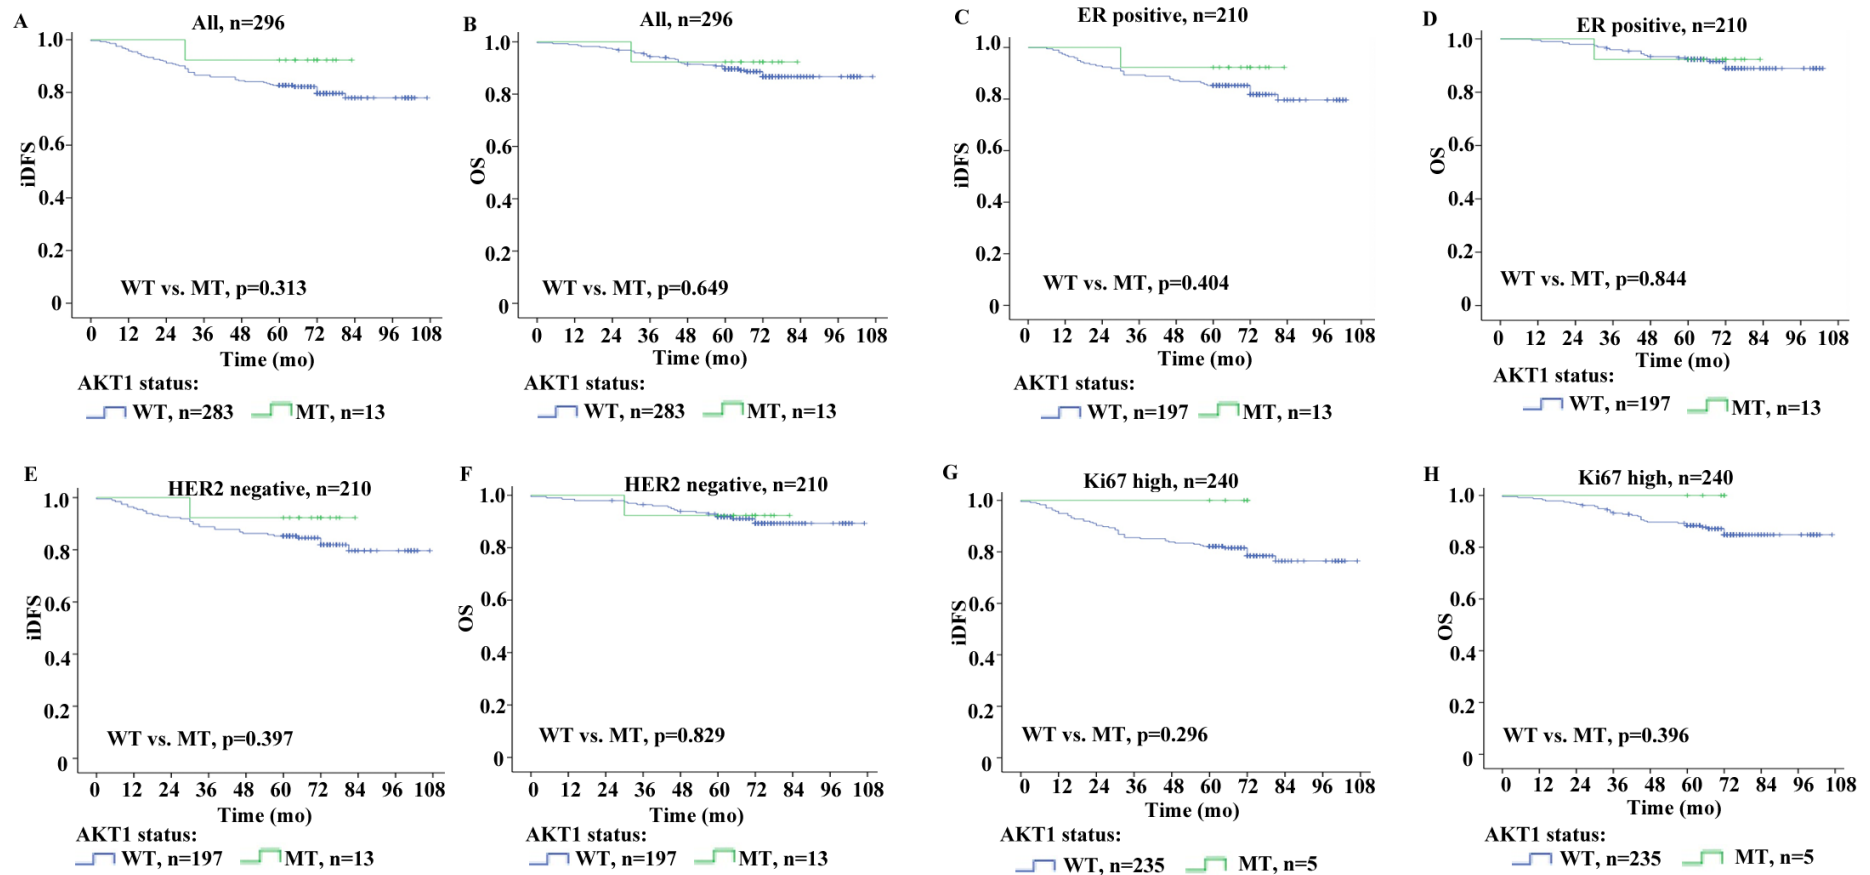 A
All, n=296
1.0
0.8
0.6
0.4
0.2
0
iDFS
WT vs. MT, p=0.313
0 12 24 36 48 60 72 84 96 108
Time (mo)
AKT1 status:
WT, n=283 MT, n=13
B
All, n=296
1.0
0.8
0.6
0.4
0.2
0
OS
WT vs. MT, p=0.649
0 12 24 36 48 60 72 84 96 108
Time (mo)
AKT1 status:
WT, n=283 MT, n=13
C
ER positive, n=210
1.0
0.8
0.6
0.4
0.2
0
iDFS
WT vs. MT, p=0.404
0 12 24 36 48 60 72 84 96 108
Time (mo)
AKT1 status:
WT, n=197 MT, n=13
D
ER positive, n=210
1.0
0.8
0.6
0.4
0.2
0
OS
WT vs. MT, p=0.844
0 12 24 36 48 60 72 84 96 108
Time (mo)
AKT1 status:
WT, n=197 MT, n=13
E
HER2 negative, n=210
1.0
0.8
0.6
0.4
0.2
0
iDFS
WT vs. MT, p=0.397
0 12 24 36 48 60 72 84 96 108
Time (mo)
AKT1 status:
WT, n=197 MT, n=13
F
HER2 negative, n=210
1.0
0.8
0.6
0.4
0.2
0
OS
WT vs. MT, p=0.829
0 12 24 36 48 60 72 84 96 108
Time (mo)
AKT1 status:
WT, n=197 MT, n=13
G
Ki67 high, n=240
1.0
0.8
0.6
0.4
0.2
0
iDFS
WT vs. MT, p=0.296
0 12 24 36 48 60 72 84 96 108
Time (mo)
AKT1 status:
WT, n=235 MT, n=5
H
Ki67 high, n=240
1.0
0.8
0.6
0.4
0.2
0
OS
WT vs. MT, p=0.396
0 12 24 36 48 60 72 84 96 108
Time (mo)
AKT1 status:
WT, n=235 MT, n=5